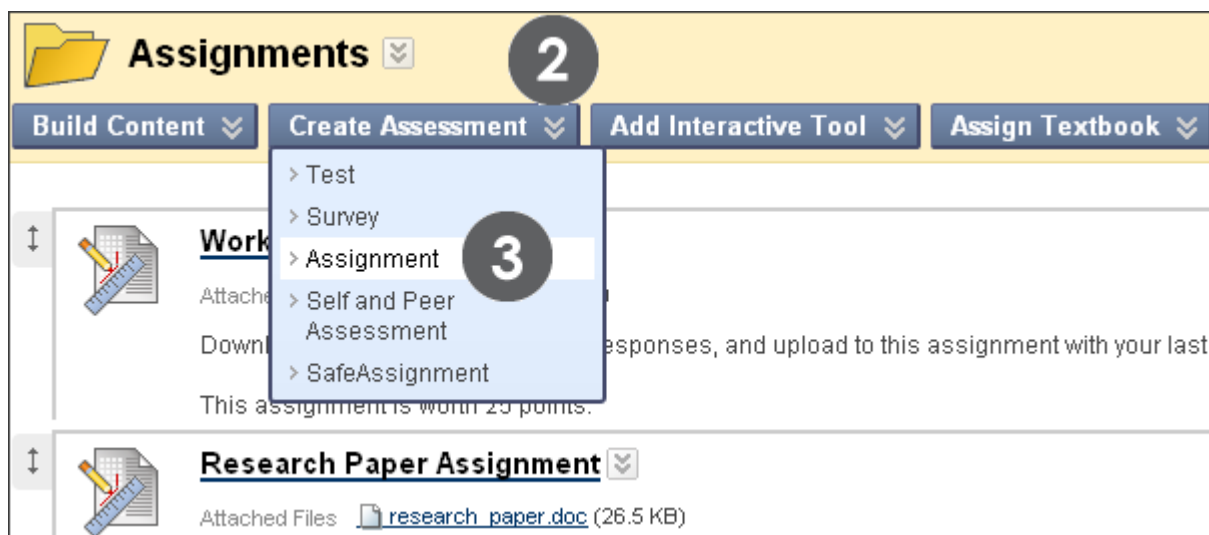 Assignments
2
Build Content
Create Assessment
Add Interactive Tool
Assign Textbook
> Test
> Survey
Work
> Assignment
3
Attache
> Self and Peer
Assessment
Downl
esponses, and upload to this assignment with your last
> SafeAssignment
This assignment is worth 25 points.
Research Paper Assignment
Attached Files research_paper.doc (26.5 KB)